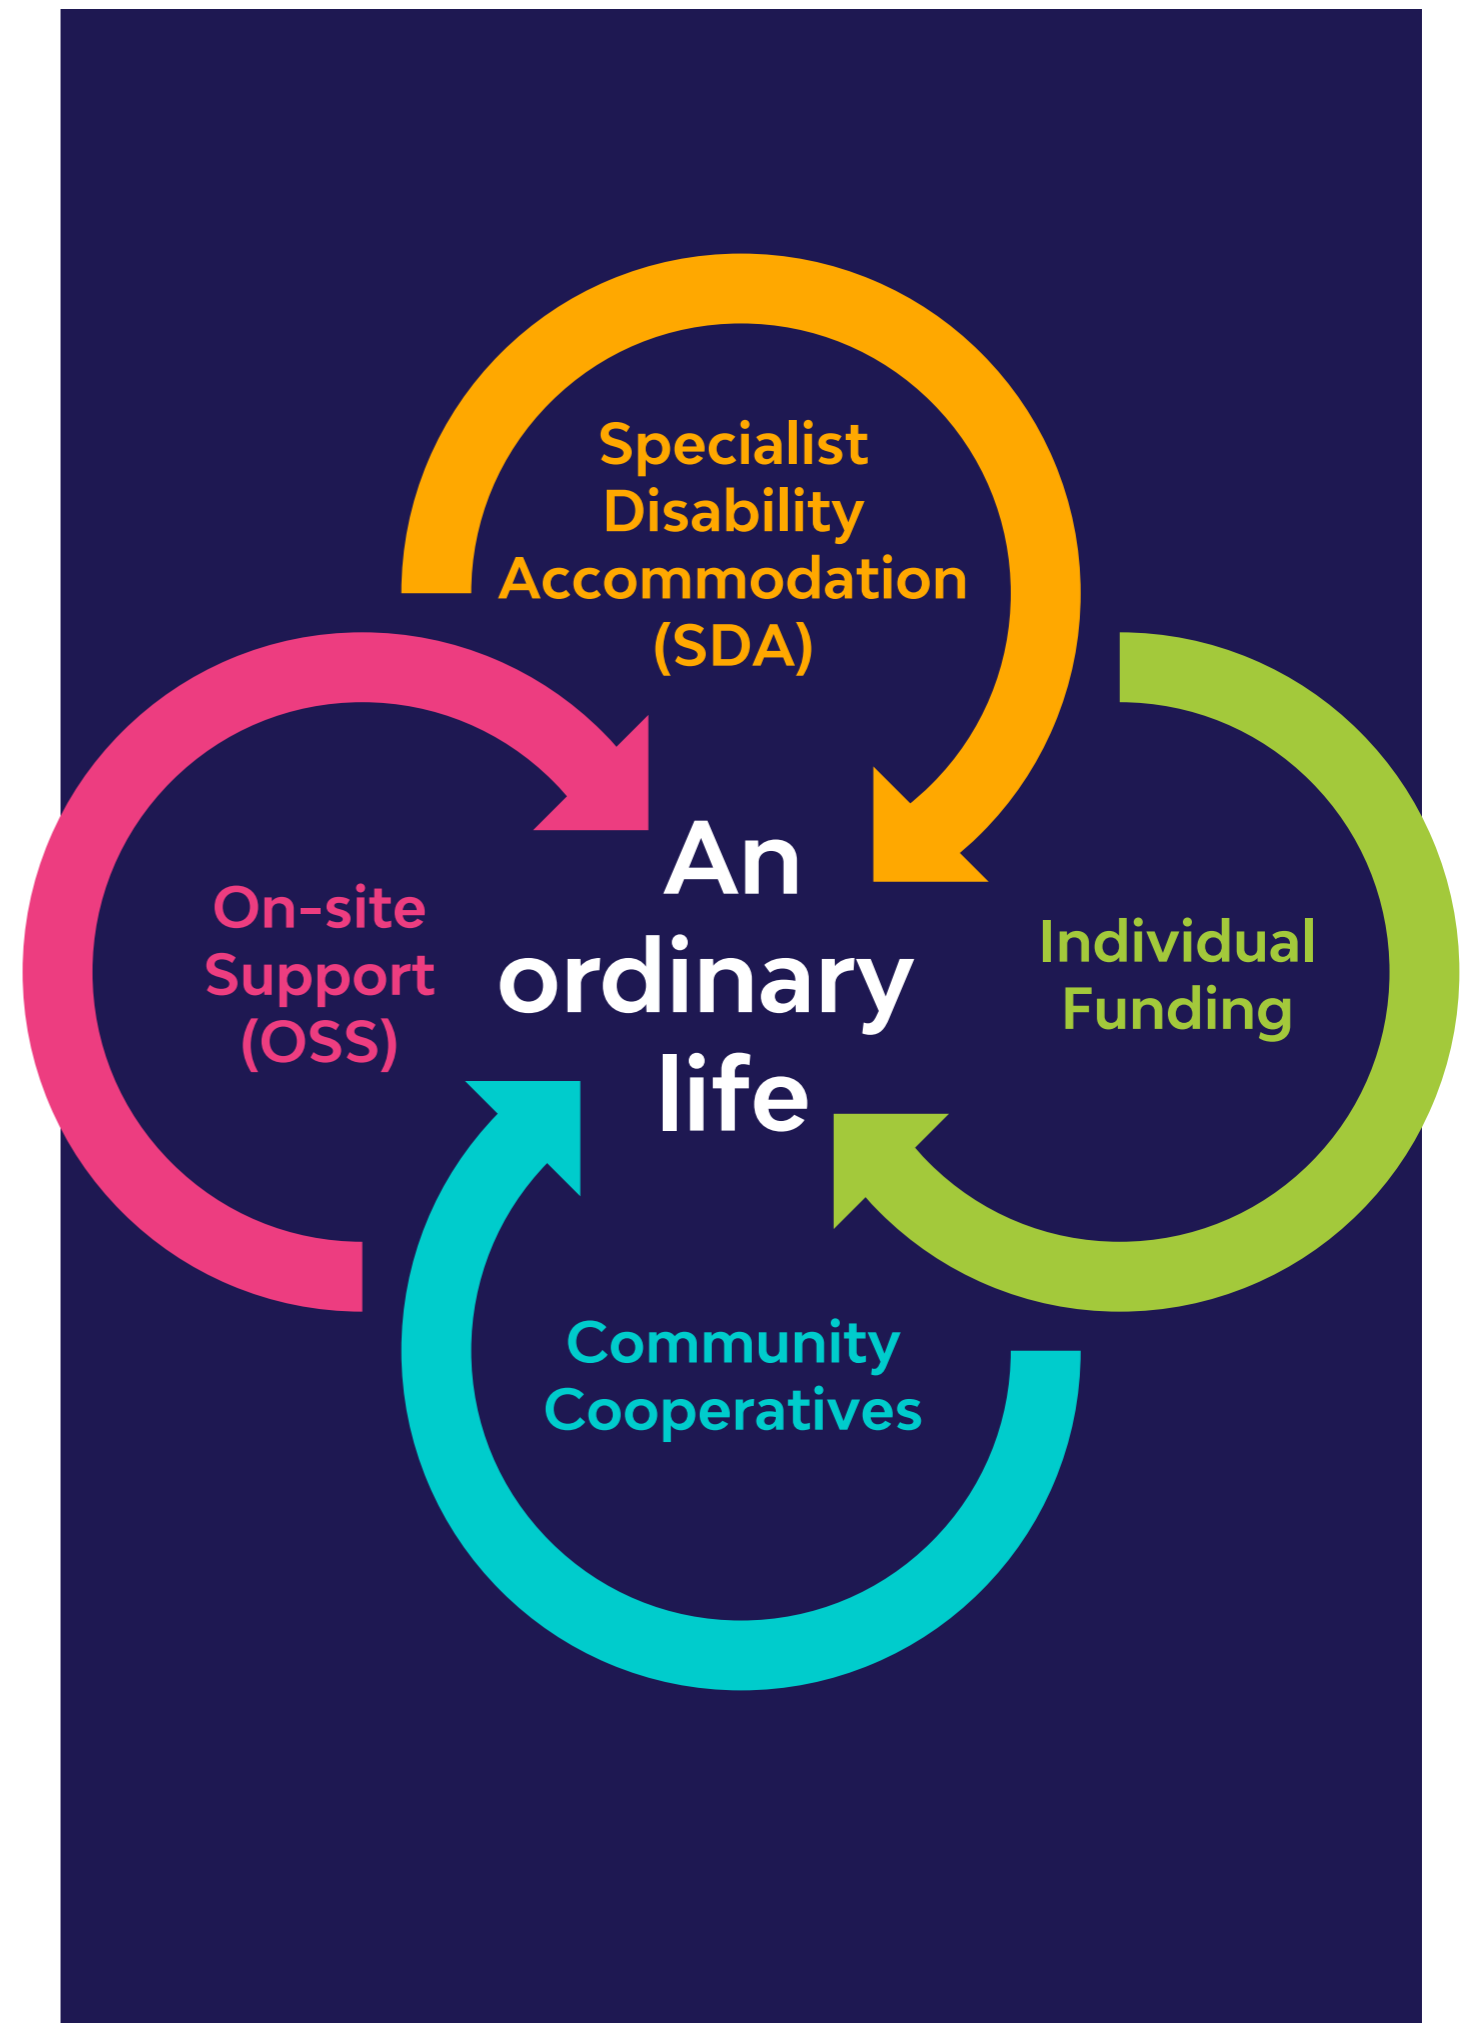 Specialist
Disability
Accommodation
(SDA)
An
ordinary
life
On-site
Support
(OSS)
Individual
Funding
Community
Cooperatives